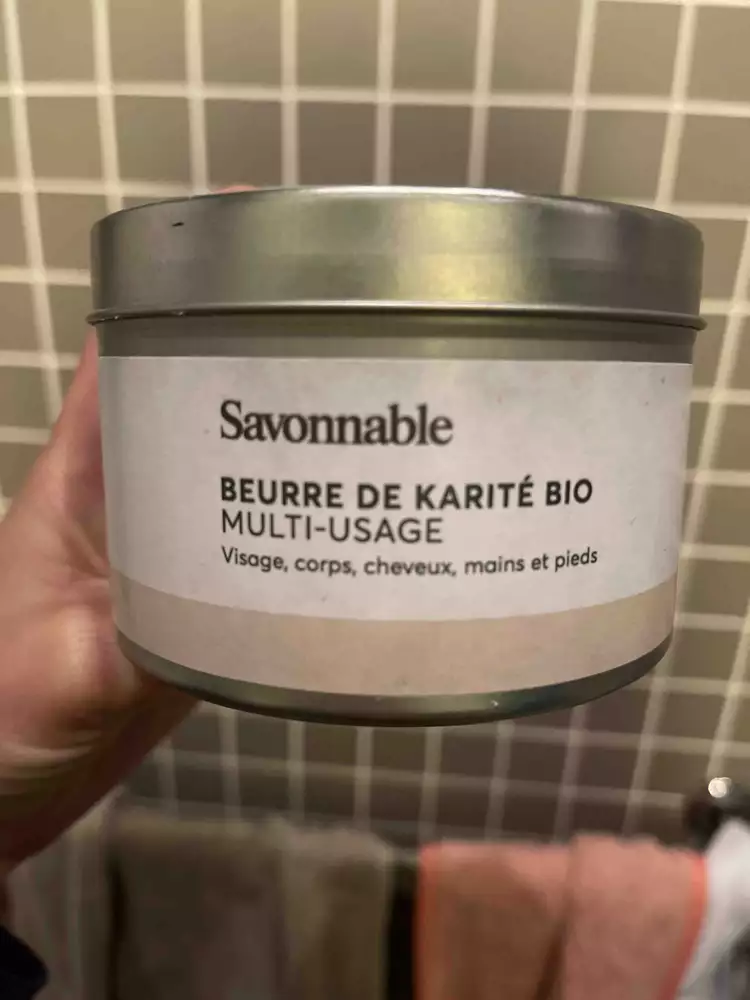 Savonnable
BEURRE DE KARITÉ BIO
MULTI-USAGE
Visage, corps, cheveux, mains et pieds